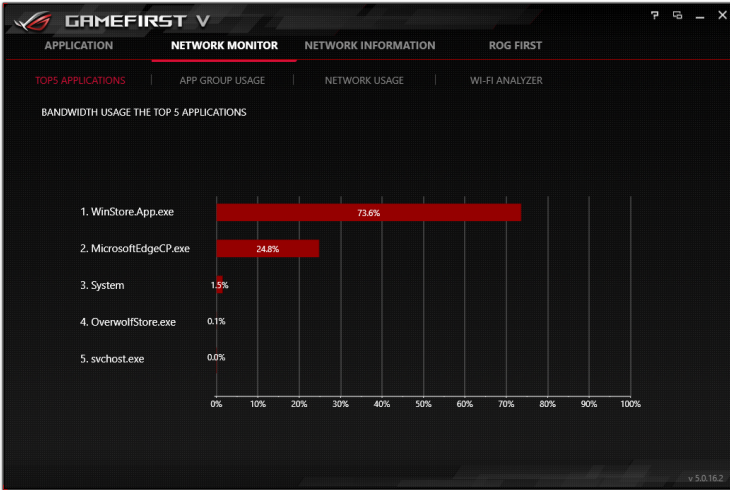 GAMEFIRST V
APPLICATION NETWORK MONITOR NETWORK INFORMATION ROG FIRST
TOP5 APPLICATIONS APP GROUP USAGE NETWORK USAGE WI-FI ANALYZER
BANDWIDTH USAGE THE TOP 5 APPLICATIONS
1. WinStore.App.exe 73.6%
2. MicrosoftEdgeCP.exe 24.8%
3. System 1.5%
4. OverwolfStore.exe 0.1%
5. svchost.exe 0.0%
0% 10% 20% 30% 40% 50% 60% 70% 80% 90% 100%
v 5.0.16.2